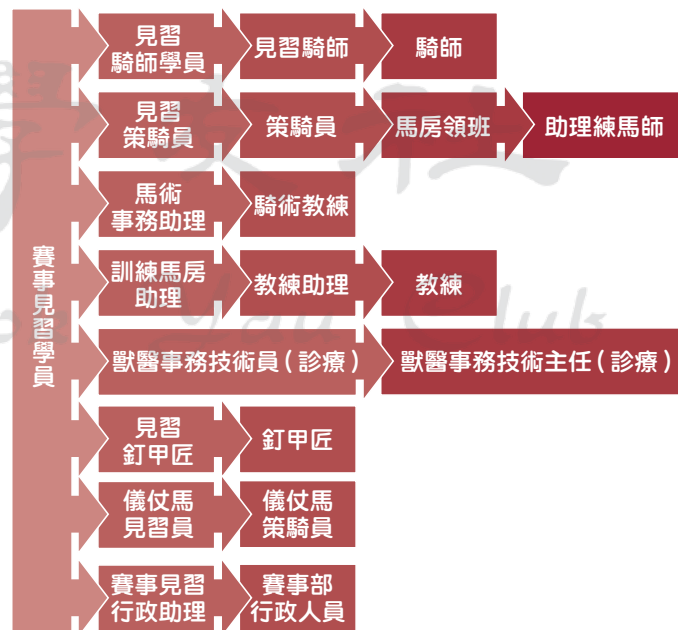 賽事見習學員
見習
騎師學員
見習騎師
騎師
見習
策騎員
策騎員
馬房領班
助理練馬師
馬術
事務助理
騎術教練
訓練馬房
助理
教練助理
教練
獸醫事務技術員(診療)
獸醫事務技術主任(診療)
見習
釘甲匠
釘甲匠
儀仗馬
見習員
儀仗馬
策騎員
賽事見習
行政助理
賽事部
行政人員